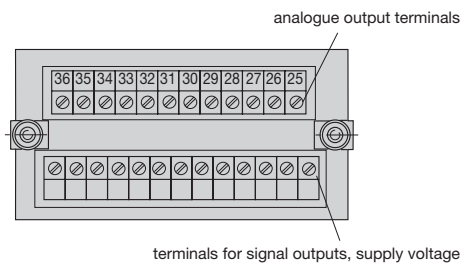 analogue output terminals
36 35 34 33 32 31 30 29 28 27 26 25
terminals for signal outputs, supply voltage